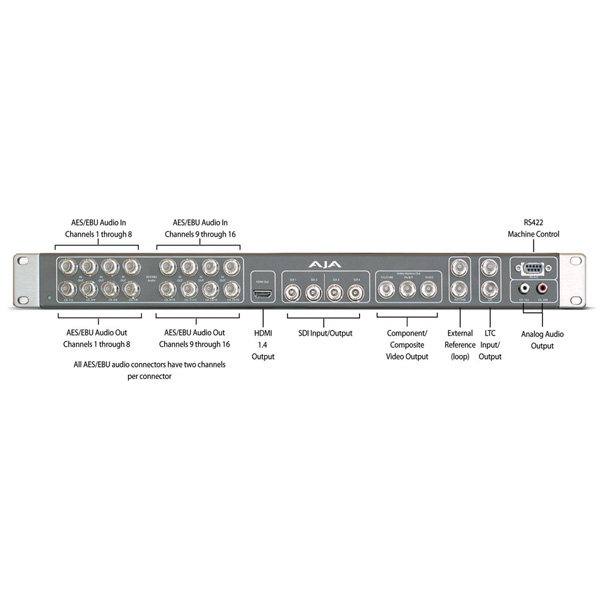 AES/EBU Audio In
Channels 1 through 8
AES/EBU Audio In
Channels 9 through 16
RS422
Machine Control
AJA
AES/EBU Audio Out
Channels 1 through 8
AES/EBU Audio Out
Channels 9 through 16
HDMI
1.4
Output
SDI Input/Output
Component/
Composite
Video Output
External
Reference
(loop)
LTC
Input/
Output
Analog Audio
Output
All AES/EBU audio connectors have two channels
per connector